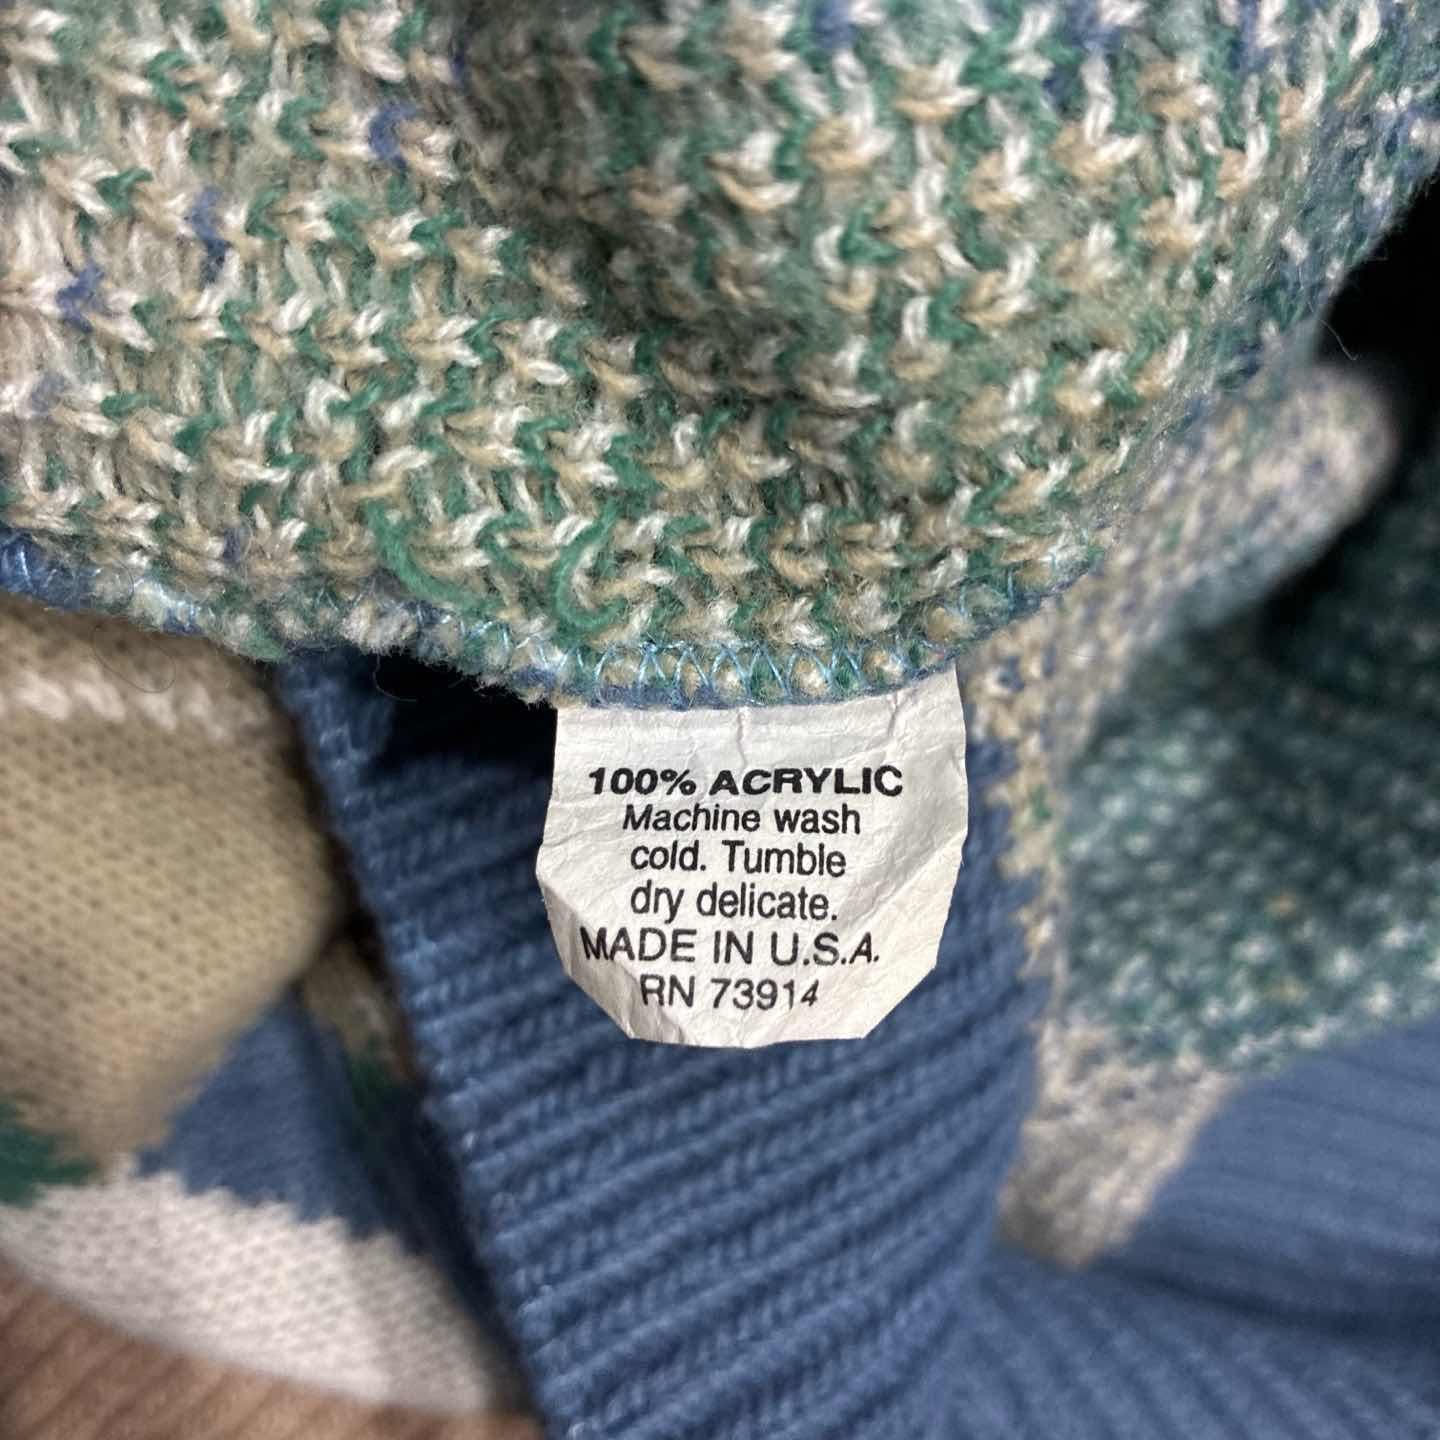 100% ACRYLIC
Machine wash
cold. Tumble
dry delicate.
MADE IN U.S.A.
RN 73914